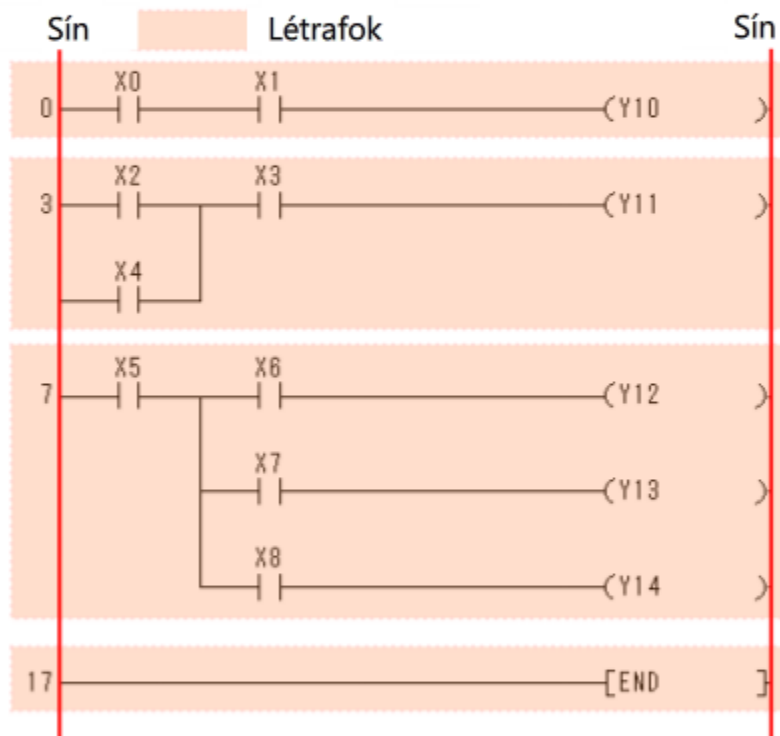 Sín Létrafok Sín
X0 X1
0 (Y10 )
X2 X3
3 (Y11 )
X4
X5 X6
7 (Y12 )
X7
(Y13 )
X8
(Y14 )
17 [END ]